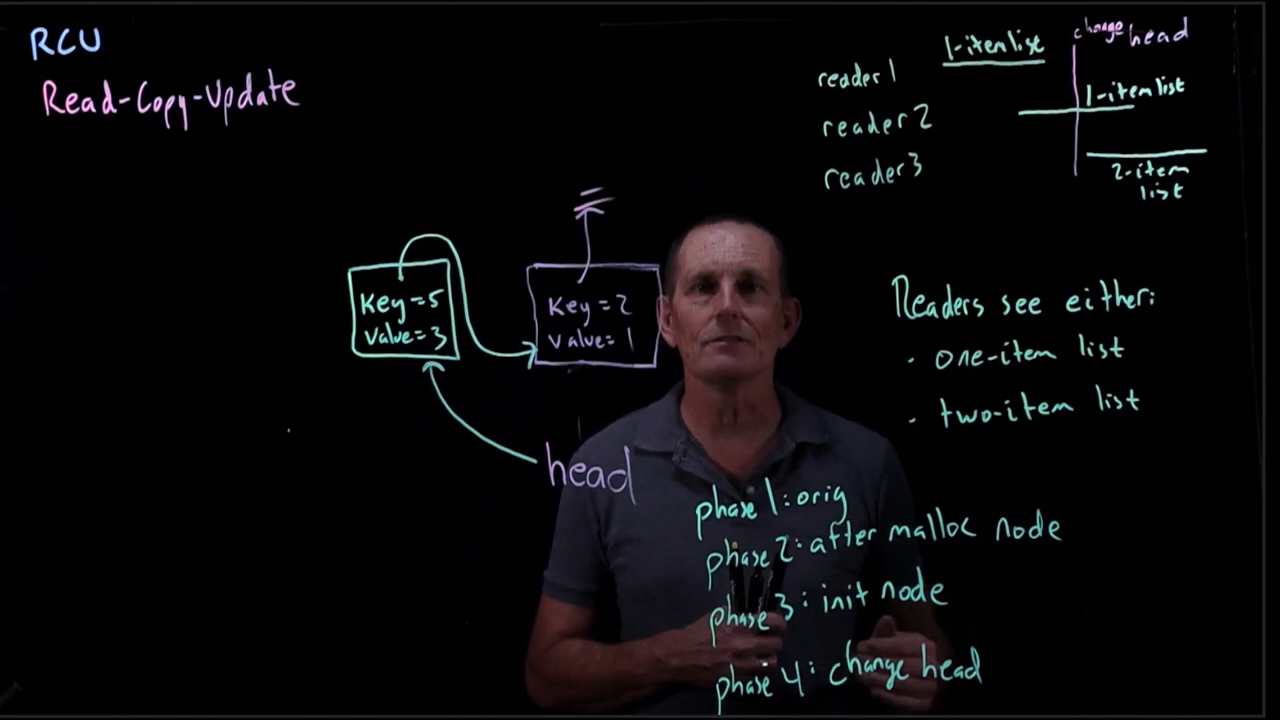 RCU
Read-Copy-Update
reader 1
reader 2
reader 3
1-item list
change head
1-item list
2-item
list
Key=5
Value=3
Key=2
Value=1
head
Readers see either:
· one-item list
· two-item list
phase 1: orig
phase 2: after malloc node
phase 3: init node
phase 4: change head